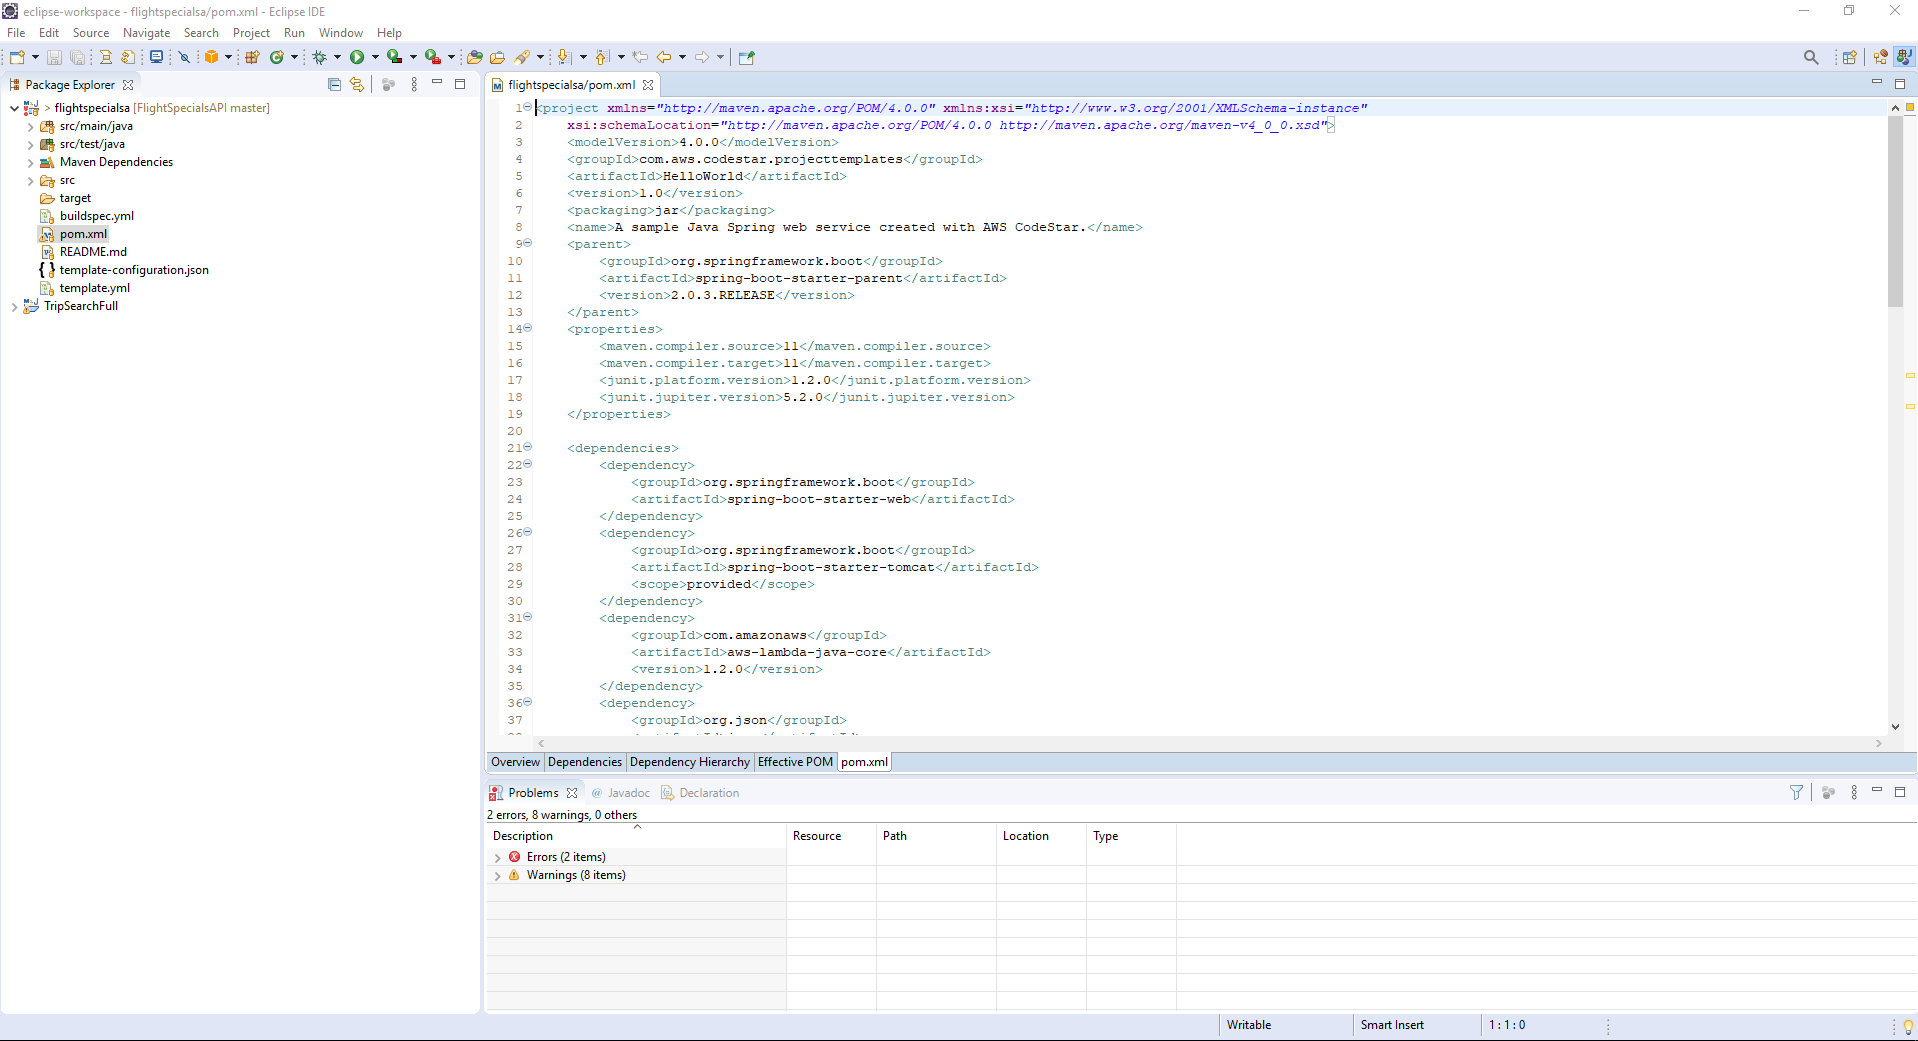 eclipse-workspace - flightspecialsa/pom.xml - Eclipse IDE
File Edit Source Navigate Search Project Run Window Help
Package Explorer
> flightspecialsa [FlightSpecialsAPI master]
src/main/java
src/test/java
Maven Dependencies
src
target
buildspec.yml
pom.xml
README.md
template-configuration.json
template.yml
TripSearchFull
flightspecialsa/pom.xml
1 <project xmlns="http://maven.apache.org/POM/4.0.0" xmlns:xsi="http://www.w3.org/2001/XMLSchema-instance"
2 xsi:schemaLocation="http://maven.apache.org/POM/4.0.0 http://maven.apache.org/maven-v4_0_0.xsd">
3 <modelVersion>4.0.0</modelVersion>
4 <groupId>com.aws.codestar.projecttemplates</groupId>
5 <artifactId>HelloWorld</artifactId>
6 <version>1.0</version>
7 <packaging>jar</packaging>
8 <name>A sample Java Spring web service created with AWS CodeStar.</name>
9 <parent>
10 <groupId>org.springframework.boot</groupId>
11 <artifactId>spring-boot-starter-parent</artifactId>
12 <version>2.0.3.RELEASE</version>
13 </parent>
14 <properties>
15 <maven.compiler.source>11</maven.compiler.source>
16 <maven.compiler.target>11</maven.compiler.target>
17 <junit.platform.version>1.2.0</junit.platform.version>
18 <junit.jupiter.version>5.2.0</junit.jupiter.version>
19 </properties>
20
21 <dependencies>
22 <dependency>
23 <groupId>org.springframework.boot</groupId>
24 <artifactId>spring-boot-starter-web</artifactId>
25 </dependency>
26 <dependency>
27 <groupId>org.springframework.boot</groupId>
28 <artifactId>spring-boot-starter-tomcat</artifactId>
29 <scope>provided</scope>
30 </dependency>
31 <dependency>
32 <groupId>com.amazonaws</groupId>
33 <artifactId>aws-lambda-java-core</artifactId>
34 <version>1.2.0</version>
35 </dependency>
36 <dependency>
37 <groupId>org.json</groupId>
Overview Dependencies Dependency Hierarchy Effective POM pom.xml
Problems @ Javadoc Declaration
2 errors, 8 warnings, 0 others
Description Resource Path Location Type
Errors (2 items)
Warnings (8 items)
Writable Smart Insert 1 : 1 : 0